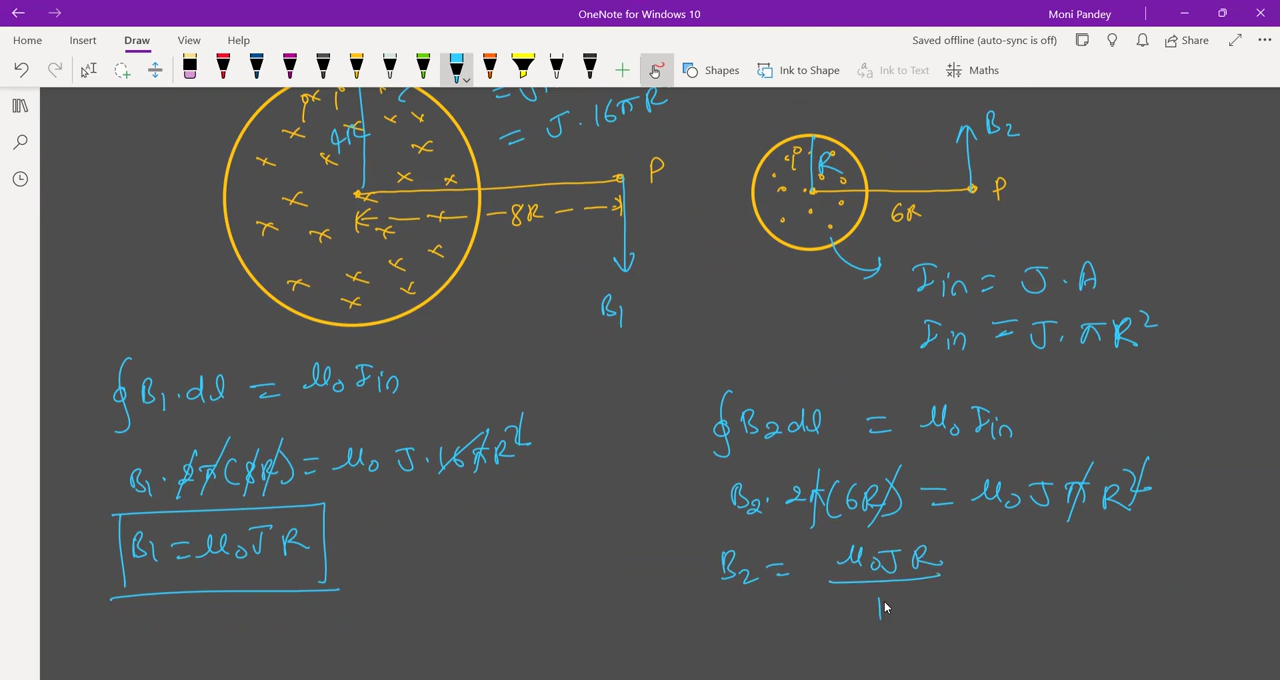 OneNote for Windows 10
Moni Pandey
Home Insert Draw View Help
Saved offline (auto-sync is off) Share
Shapes Ink to Shape Ink to Text Maths
= J · 16πR
4R
P
8R
B1
R
B2
P
6R
Iin = J · A
Iin = J · πR²
∮B1 · dl = μ0 Iin
B1 · 2π(8R) = μ0 J · 16πR²
B1 = μ0 J R
∮B2 dl = μ0 Iin
B2 · 2π(6R) = μ0 J π R²
B2 = μ0 J R